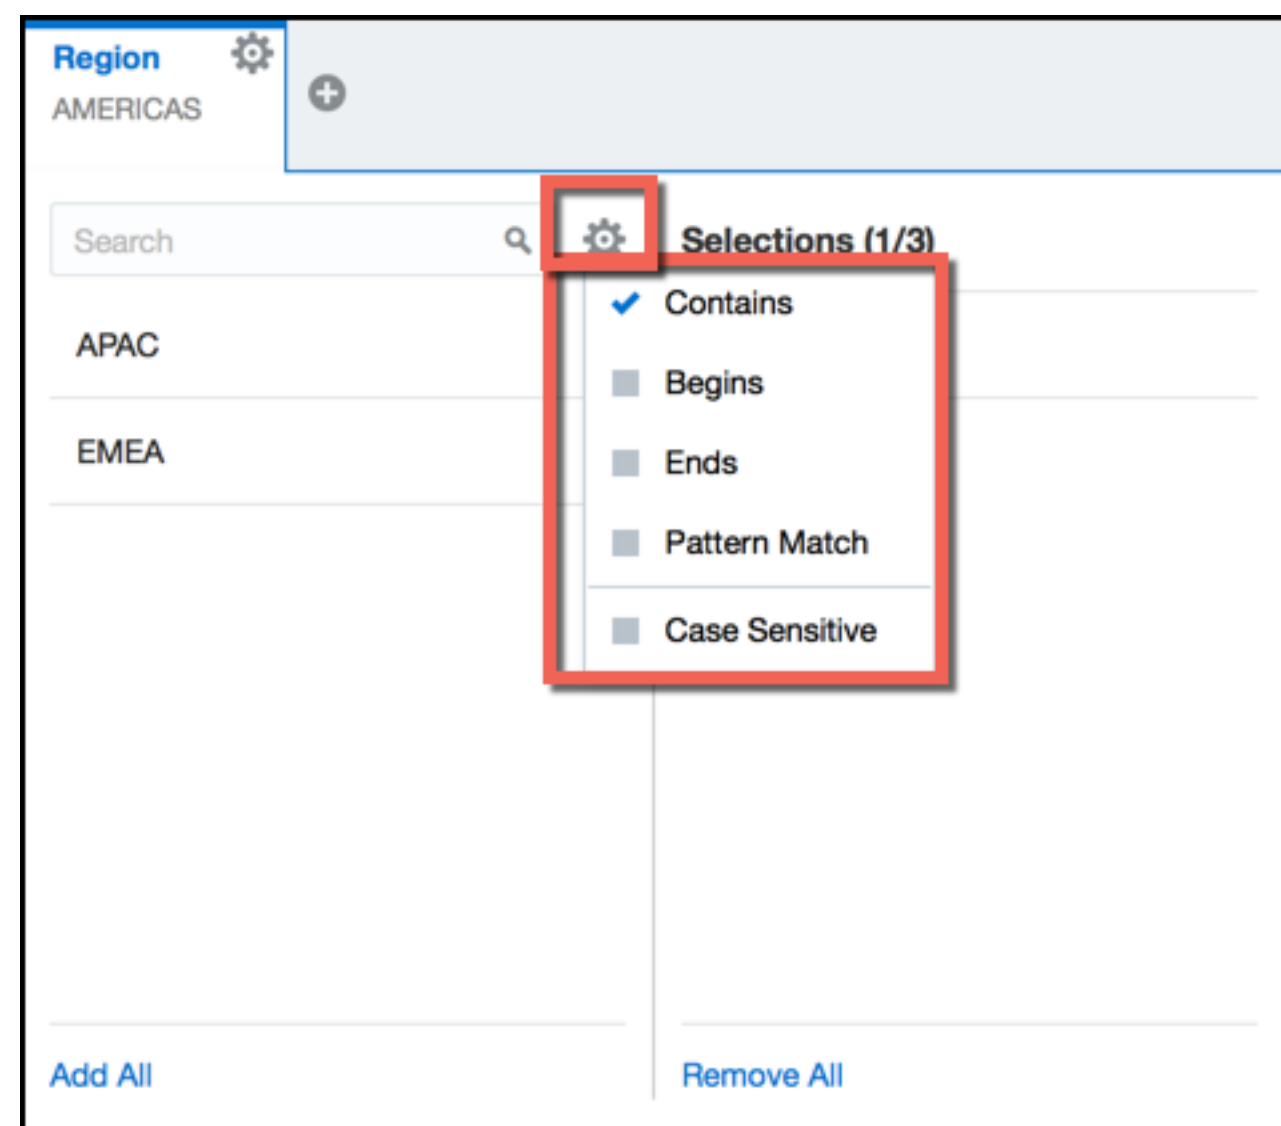 Region
AMERICAS
Search
Selections (1/3)
Contains
APAC
Begins
EMEA
Ends
Pattern Match
Case Sensitive
Add All
Remove All